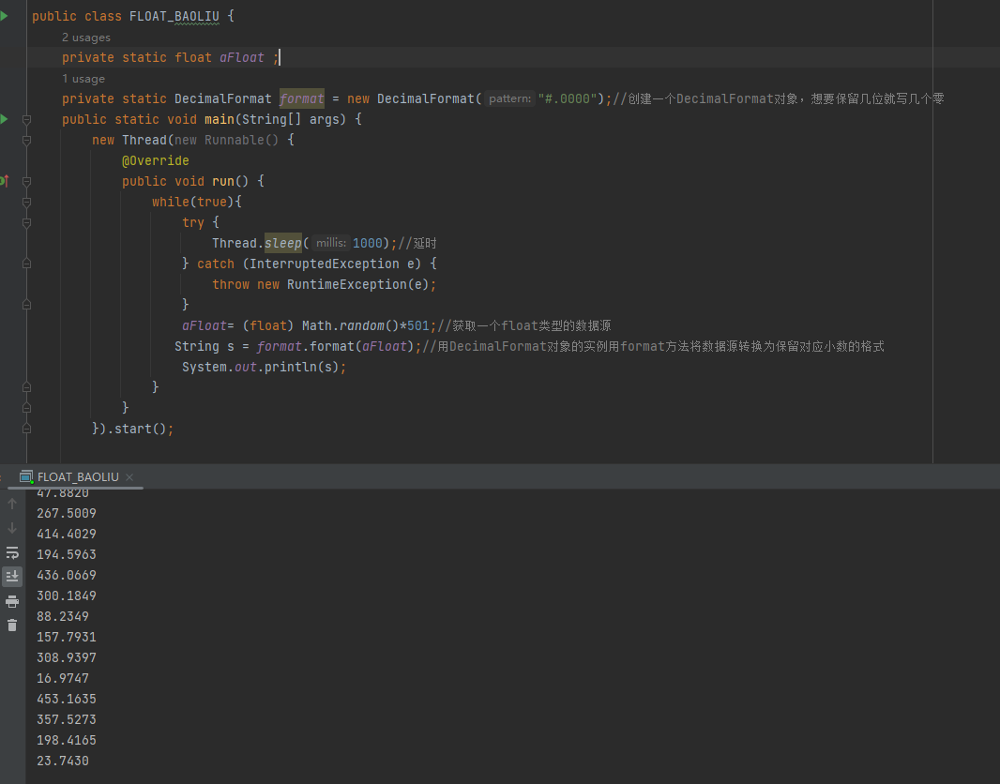 public class FLOAT_BAOLIU {
2 usages
private static float aFloat ;
1 usage
private static DecimalFormat format = new DecimalFormat( pattern: "#.0000");//创建一个DecimalFormat对象，想要保留几位就写几个零
public static void main(String[] args) {
new Thread(new Runnable() {
@Override
public void run() {
while(true){
try {
Thread.sleep( millis: 1000);//延时
} catch (InterruptedException e) {
throw new RuntimeException(e);
}
aFloat= (float) Math.random()*501;//获取一个float类型的数据源
String s = format.format(aFloat);//用DecimalFormat对象的实例用format方法将数据源转换为保留对应小数的格式
System.out.println(s);
}
}
}).start();
FLOAT_BAOLIU
47.8820
267.5009
414.4029
194.5963
436.0669
300.1849
88.2349
157.7931
308.9397
16.9747
453.1635
357.5273
198.4165
23.7430